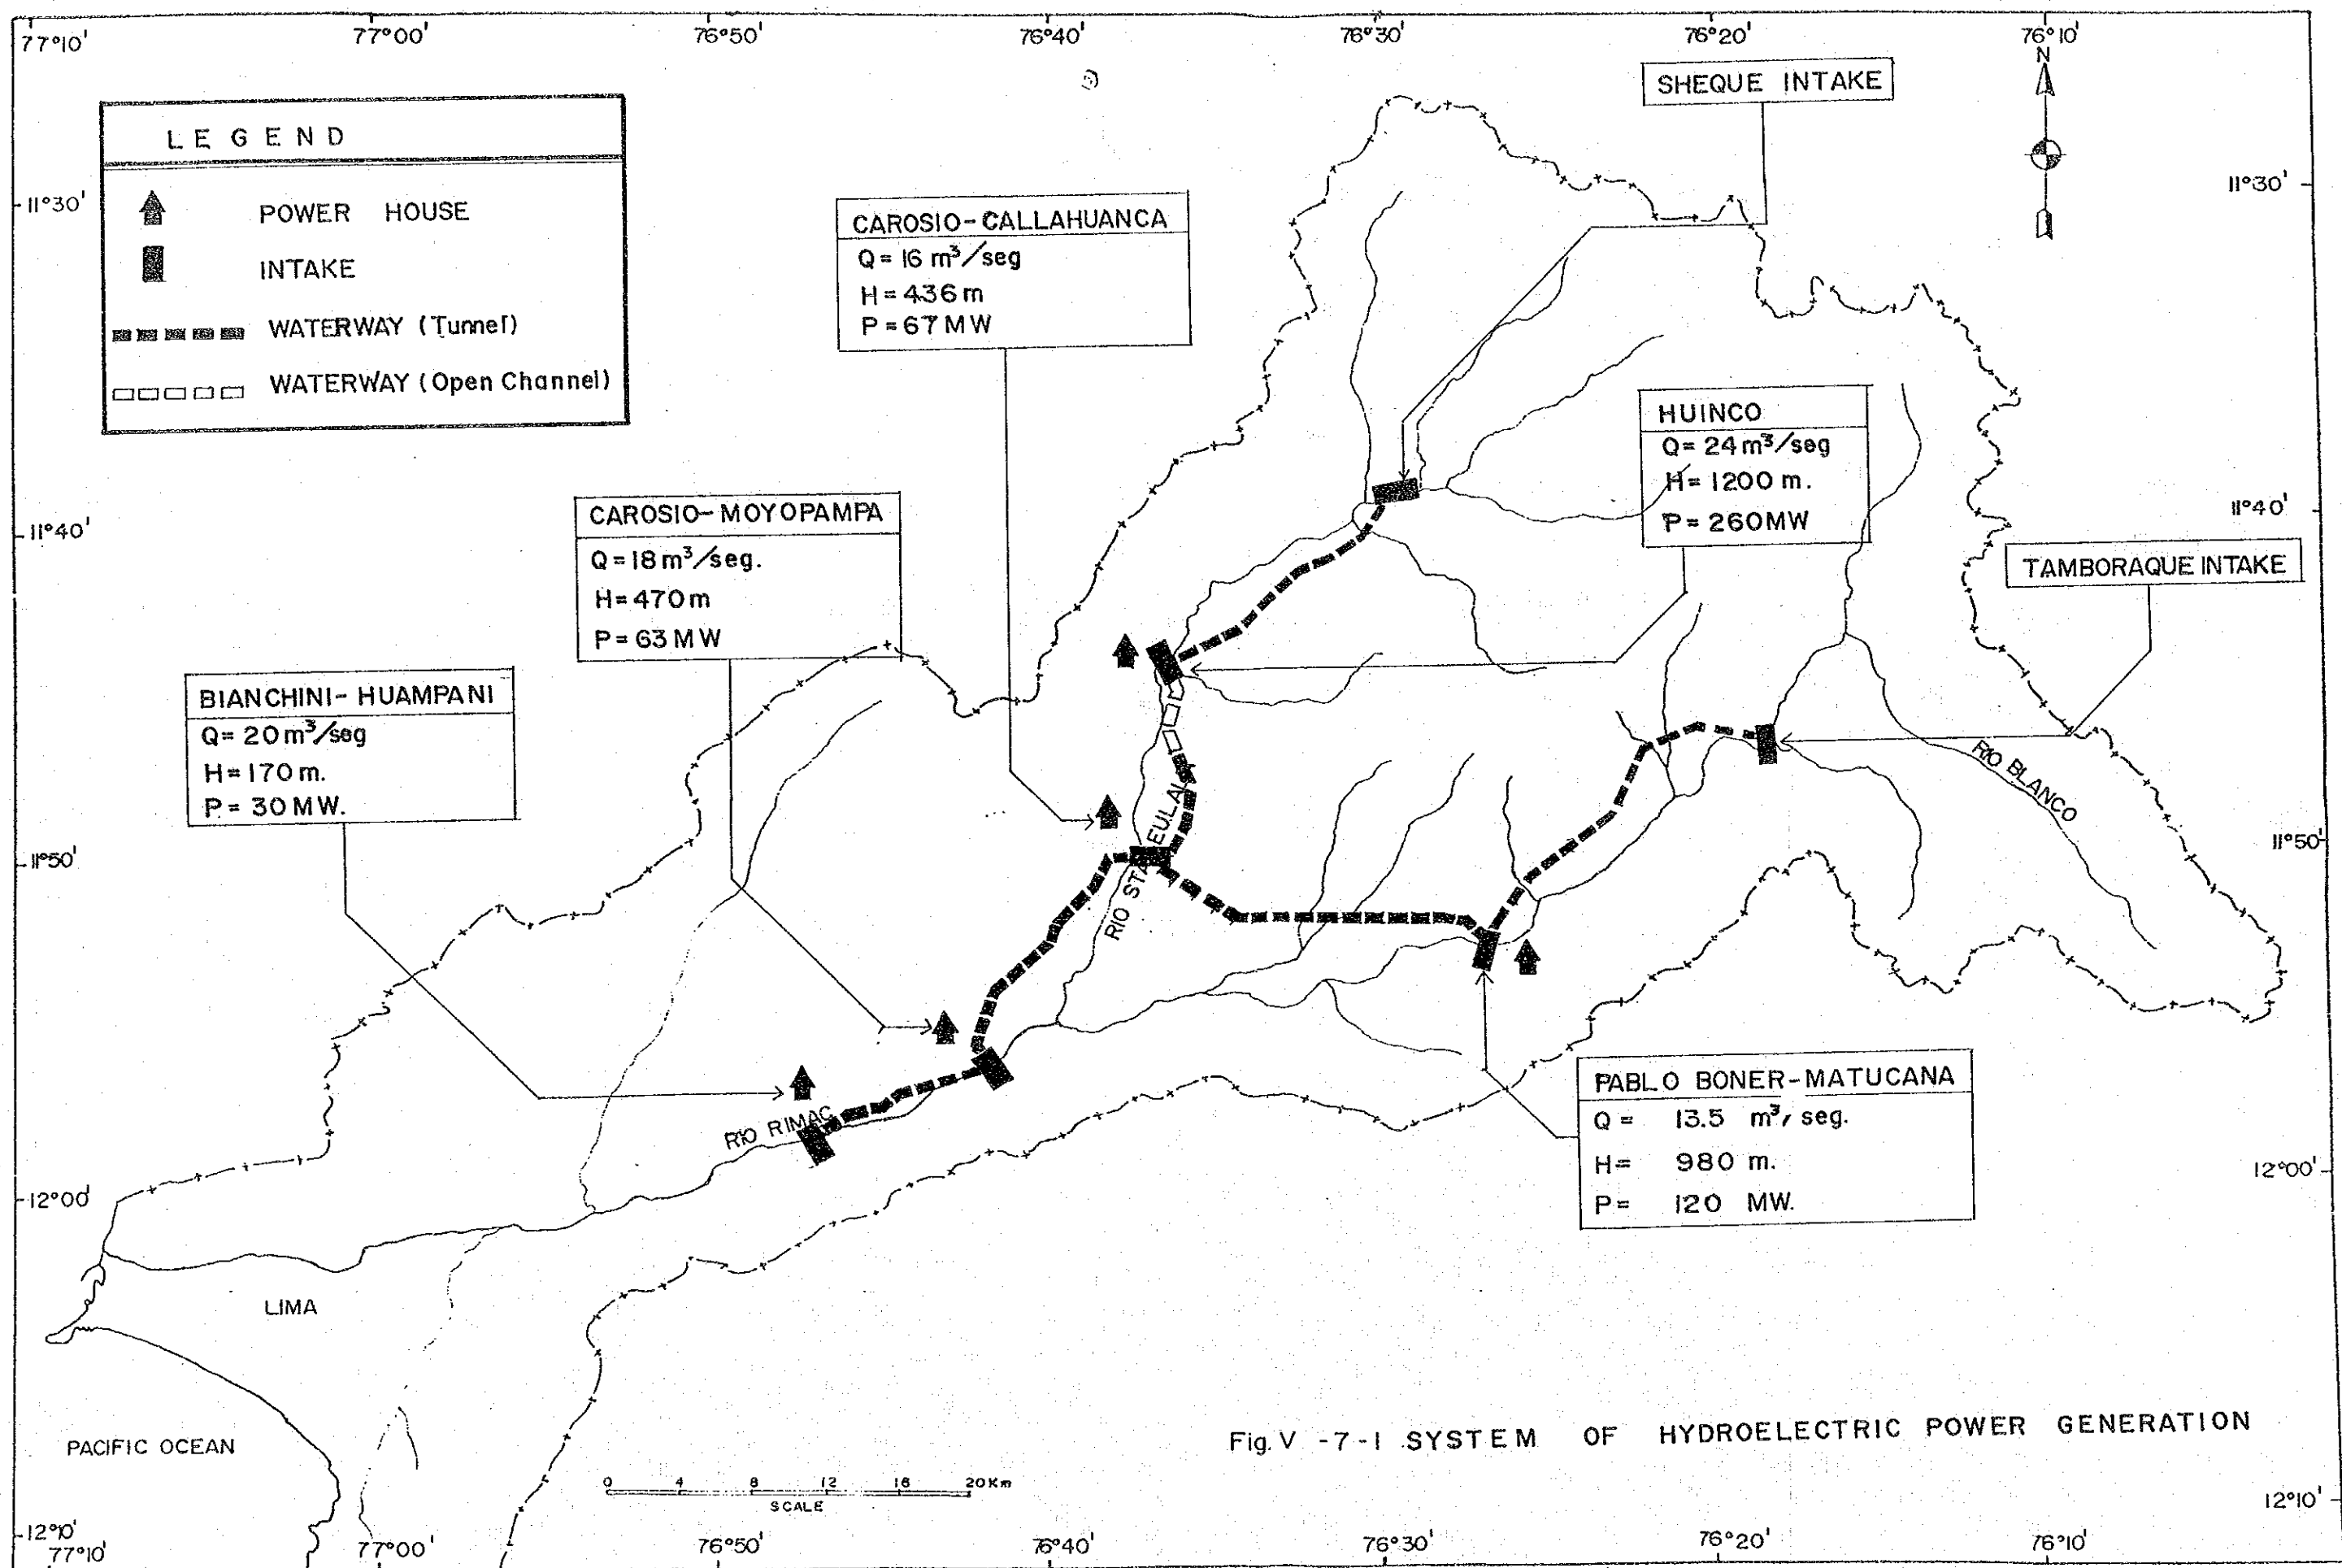 77°10' 77°00' 76°50' 76°40' 76°30' 76°20' 76°10'
N
SHEQUE INTAKE
LEGEND
POWER HOUSE
INTAKE
WATERWAY (Tunnel)
WATERWAY (Open Channel)
11°30' 11°30'
CAROSIO-CALLAHUANCA
Q = 16 m³/seg
H = 436 m
P = 67 MW
HUINCO
Q = 24 m³/seg
H = 1200 m.
P = 260 MW
11°40' 11°40'
CAROSIO-MOYOPAMPA
Q = 18 m³/seg.
H = 470 m
P = 63 MW
TAMBORAQUE INTAKE
BIANCHINI-HUAMPANI
Q = 20 m³/seg
H = 170 m.
P = 30 MW.
RIO BLANCO
RIO STA EULAL
11°50' 11°50'
RIO RIMAC
PABLO BONER-MATUCANA
Q = 13.5 m³, seg.
H = 980 m.
P = 120 MW.
12°00' 12°00'
LIMA
PACIFIC OCEAN
Fig. V -7-1 SYSTEM OF HYDROELECTRIC POWER GENERATION
0 4 8 12 16 20 Km
SCALE
12°10' 12°10'
77°10' 77°00' 76°50' 76°40' 76°30' 76°20' 76°10'